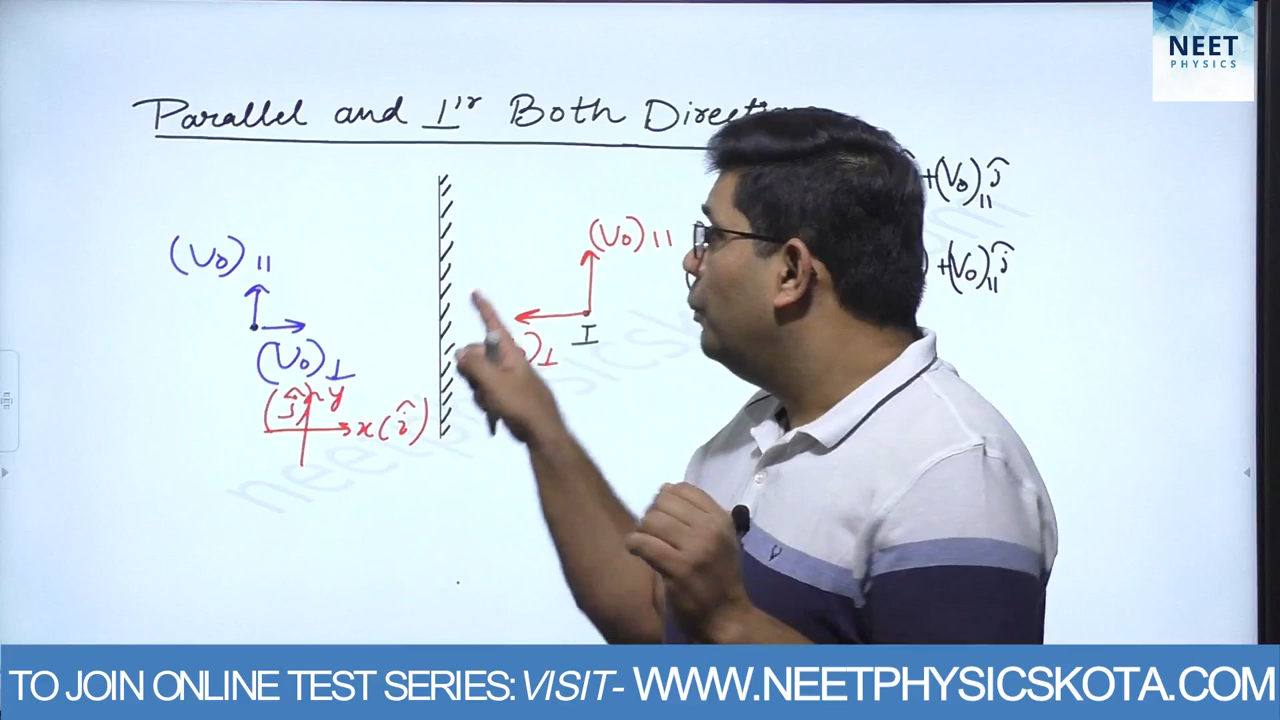 NEET
PHYSICS
Parallel and ⊥'r Both
+(V₀)||ĵ
(V₀)|| (V₀)||
+(V₀)||ĵ
I
(V₀)⊥ )⊥
(ĵ) y
x(î)
TO JOIN ONLINE TEST SERIES: VISIT- WWW.NEETPHYSICSKOTA.COM